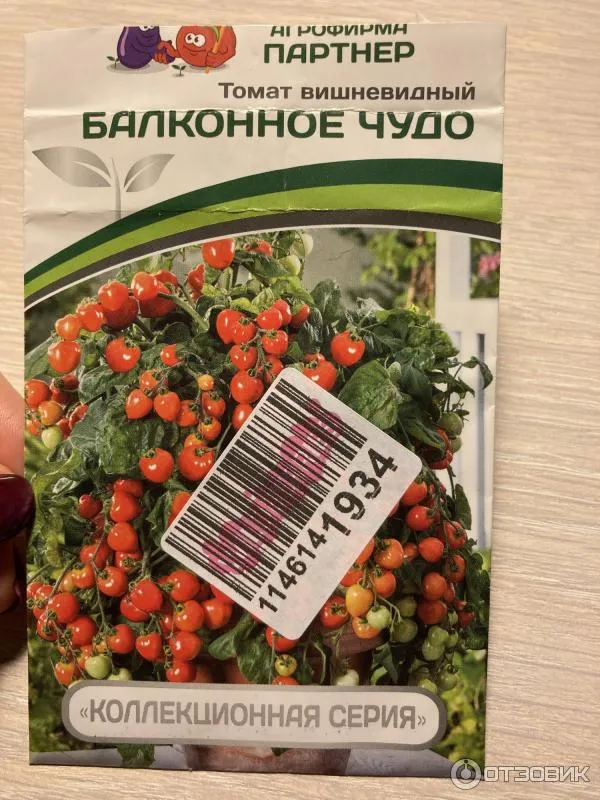 АГРОФИРМА
ПАРТНЕР
Томат вишневидный
БАЛКОННОЕ ЧУДО
1146141934
«КОЛЛЕКЦИОННАЯ СЕРИЯ»
ОТЗОВИК